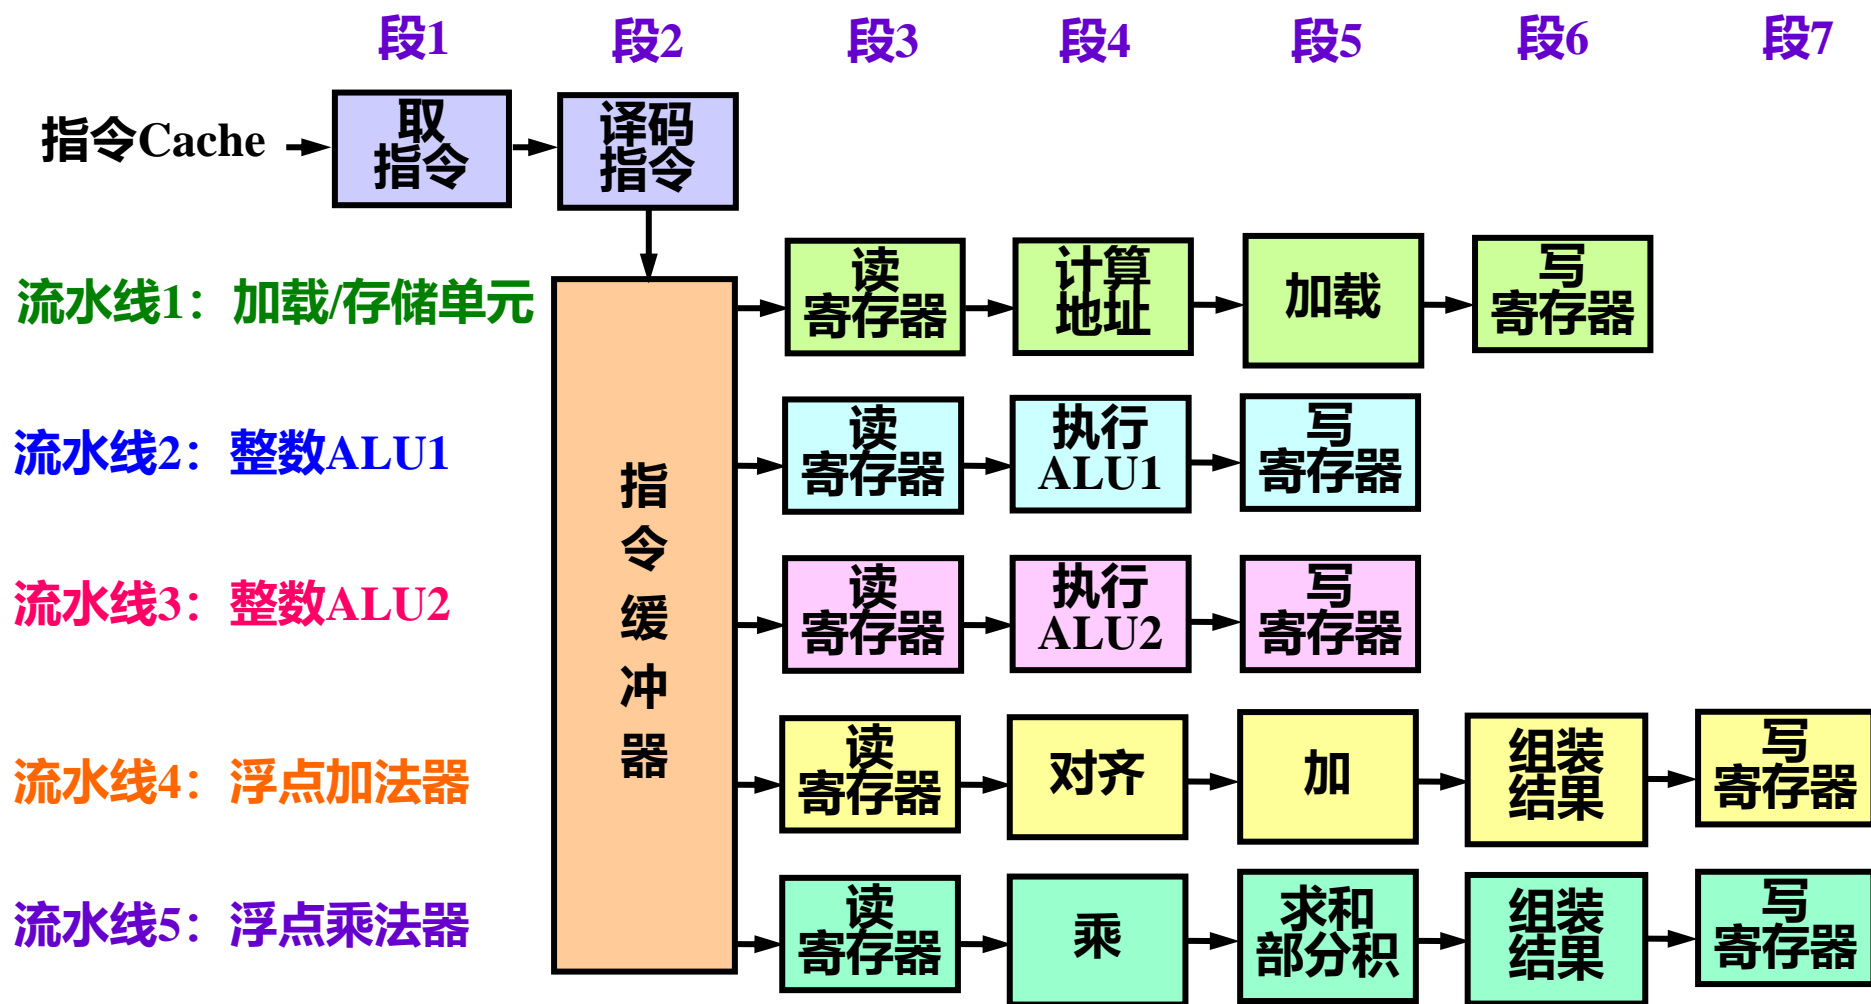 段1 段2 段3 段4 段5 段6 段7
指令Cache
取
指令
译码
指令
流水线1：加载/存储单元
读
寄存器
计算
地址
加载
写
寄存器
流水线2：整数ALU1
读
寄存器
执行
ALU1
写
寄存器
指
令
缓
冲
器
流水线3：整数ALU2
读
寄存器
执行
ALU2
写
寄存器
流水线4：浮点加法器
读
寄存器
对齐
加
组装
结果
写
寄存器
流水线5：浮点乘法器
读
寄存器
乘
求和
部分积
组装
结果
写
寄存器